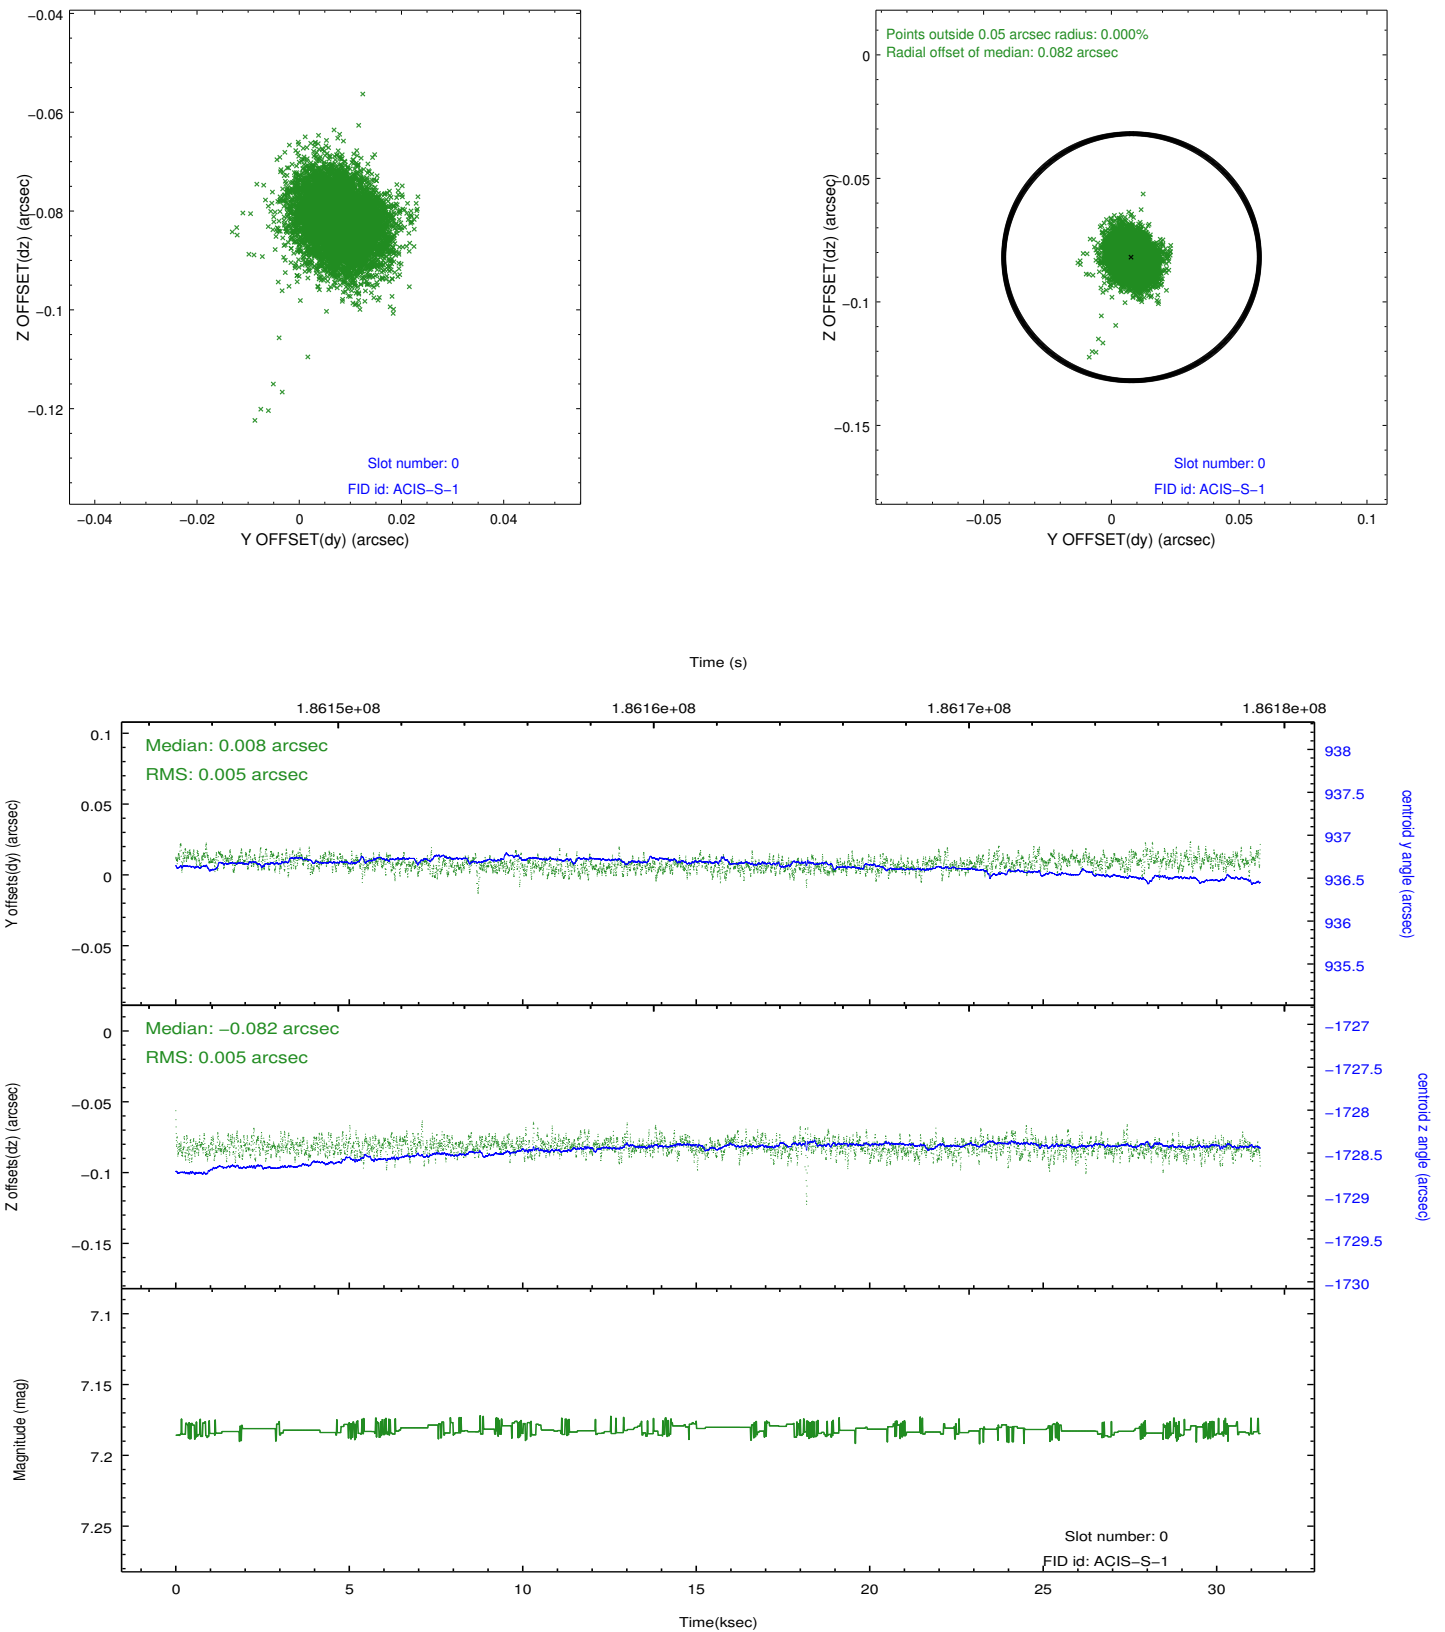 −0.04
−0.06
−0.08
−0.1
−0.12
Z OFFSET(dz) (arcsec)
Slot number: 0
FID id: ACIS−S−1
−0.04 −0.02 0 0.02 0.04
Y OFFSET(dy) (arcsec)
Points outside 0.05 arcsec radius: 0.000%
Radial offset of median: 0.082 arcsec
0
−0.05
−0.1
−0.15
Z OFFSET(dz) (arcsec)
Slot number: 0
FID id: ACIS−S−1
−0.05 0 0.05 0.1
Y OFFSET(dy) (arcsec)
Time (s)
1.8615e+08 1.8616e+08 1.8617e+08 1.8618e+08
Median: 0.008 arcsec
RMS: 0.005 arcsec
0.1
0.05
0
−0.05
Y offsets(dy) (arcsec)
938
937.5
937
936.5
936
935.5
centroid y angle (arcsec)
Median: −0.082 arcsec
RMS: 0.005 arcsec
0
−0.05
−0.1
−0.15
Z offsets(dz) (arcsec)
−1727
−1727.5
−1728
−1728.5
−1729
−1729.5
−1730
centroid z angle (arcsec)
7.1
7.15
7.2
7.25
Magnitude (mag)
Slot number: 0
FID id: ACIS−S−1
0 5 10 15 20 25 30
Time(ksec)